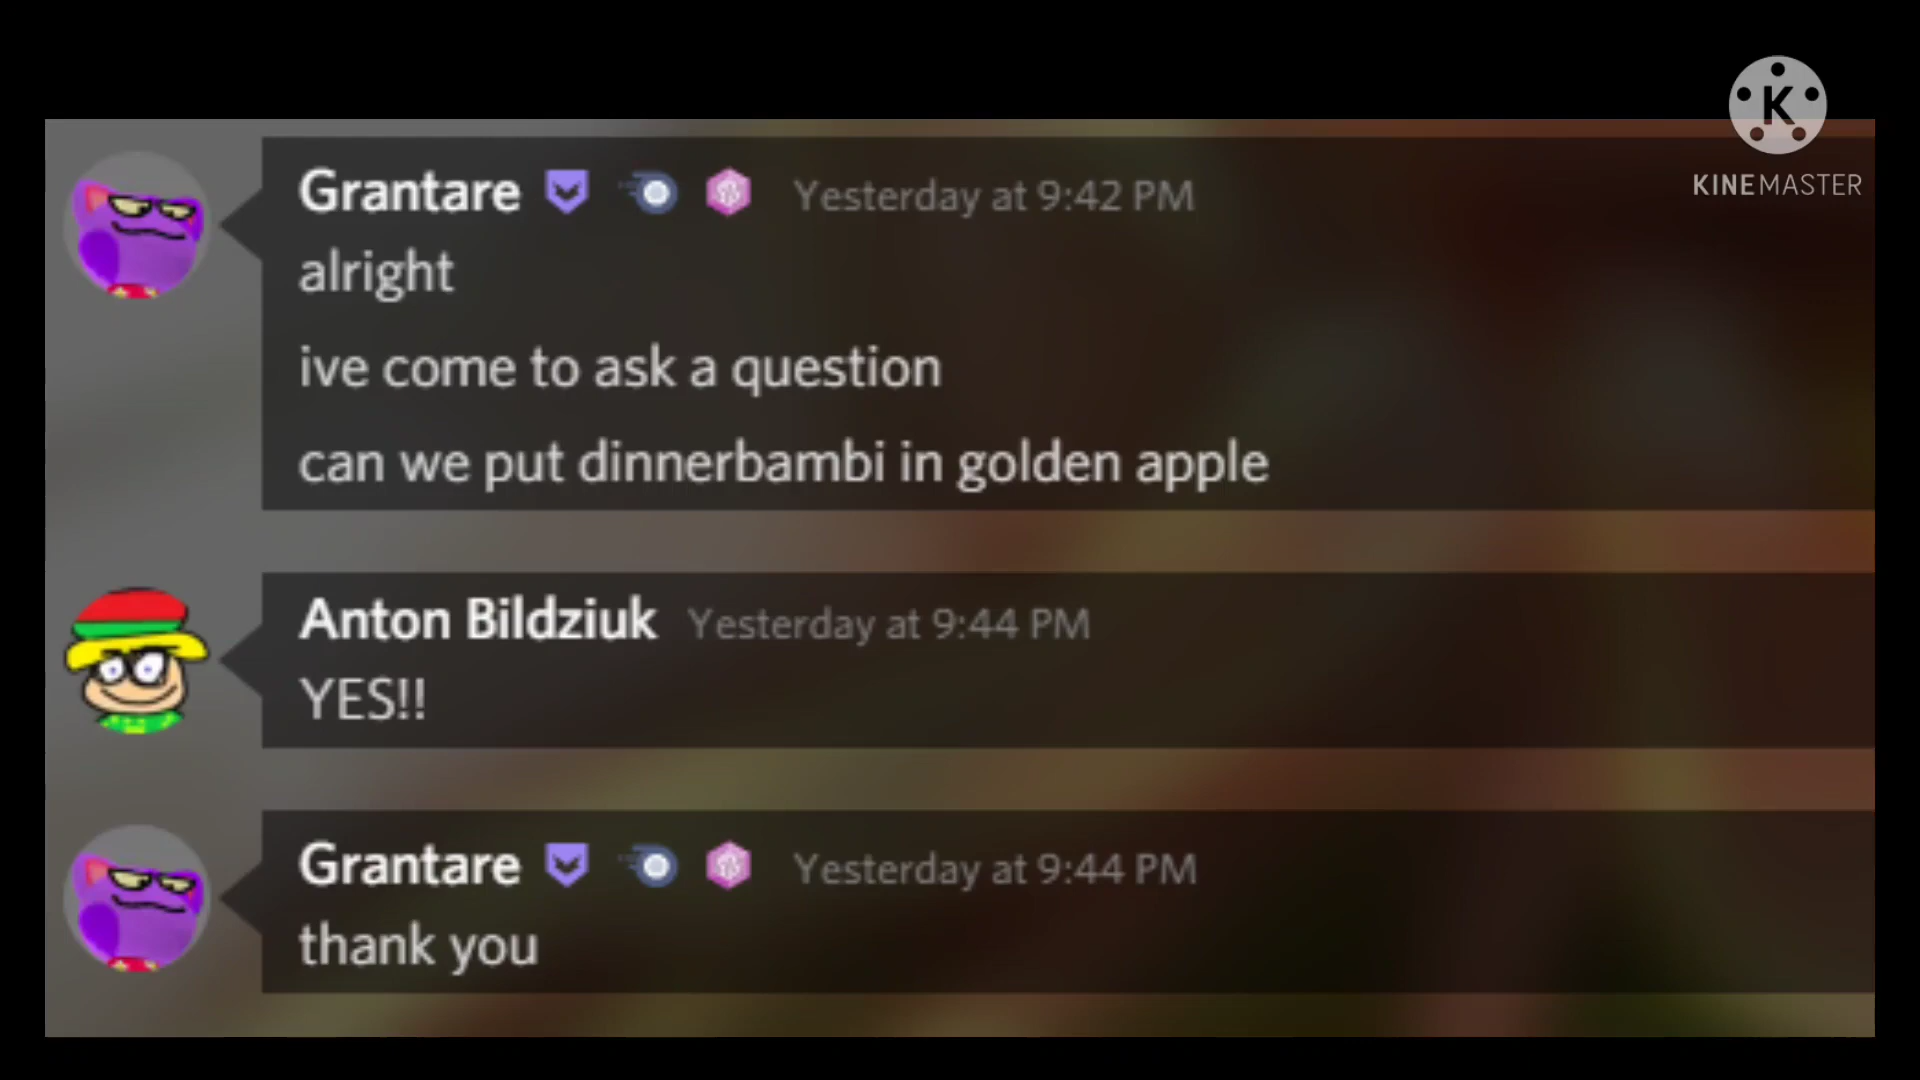 K
KINEMASTER
Grantare Yesterday at 9:42 PM
alright
ive come to ask a question
can we put dinnerbambi in golden apple
Anton Bildziuk Yesterday at 9:44 PM
YES!!
Grantare Yesterday at 9:44 PM
thank you